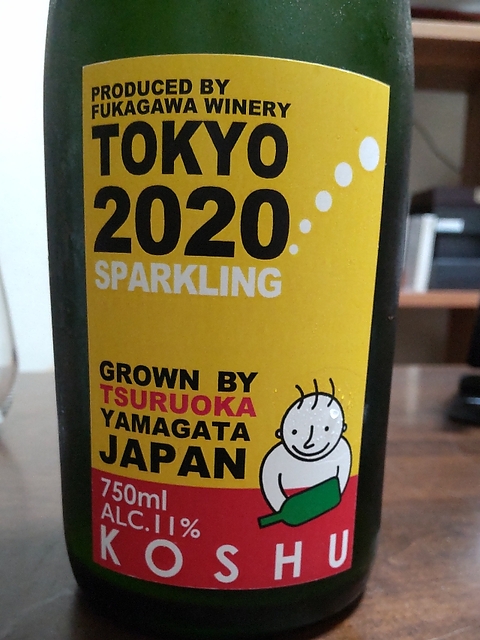 PRODUCED BY
FUKAGAWA WINERY
TOKYO
2020
SPARKLING
GROWN BY
TSURUOKA
YAMAGATA
JAPAN
750ml
ALC.11%
KOSHU